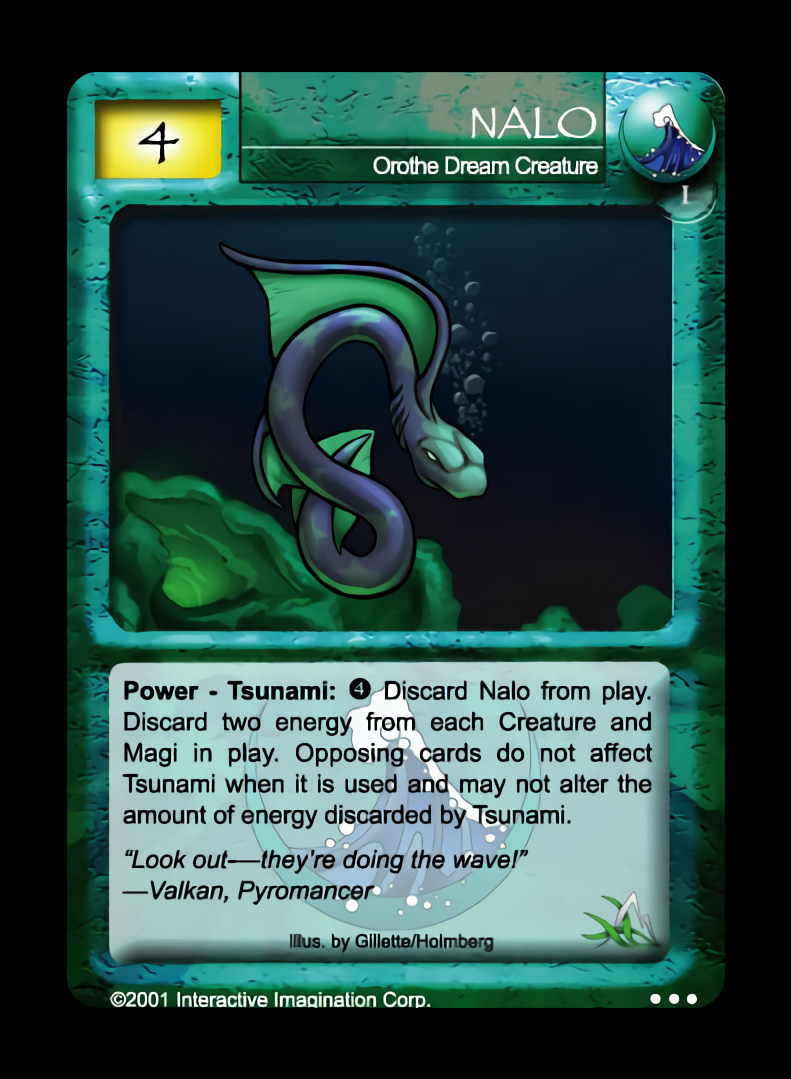 4
NALO
Orothe Dream Creature
I
Power - Tsunami: ❹ Discard Nalo from play.
Discard two energy from each Creature and
Magi in play. Opposing cards do not affect
Tsunami when it is used and may not alter the
amount of energy discarded by Tsunami.
“Look out—they're doing the wave!”
—Valkan, Pyromancer
Illus. by Gillette/Holmberg
©2001 Interactive Imagination Corp.